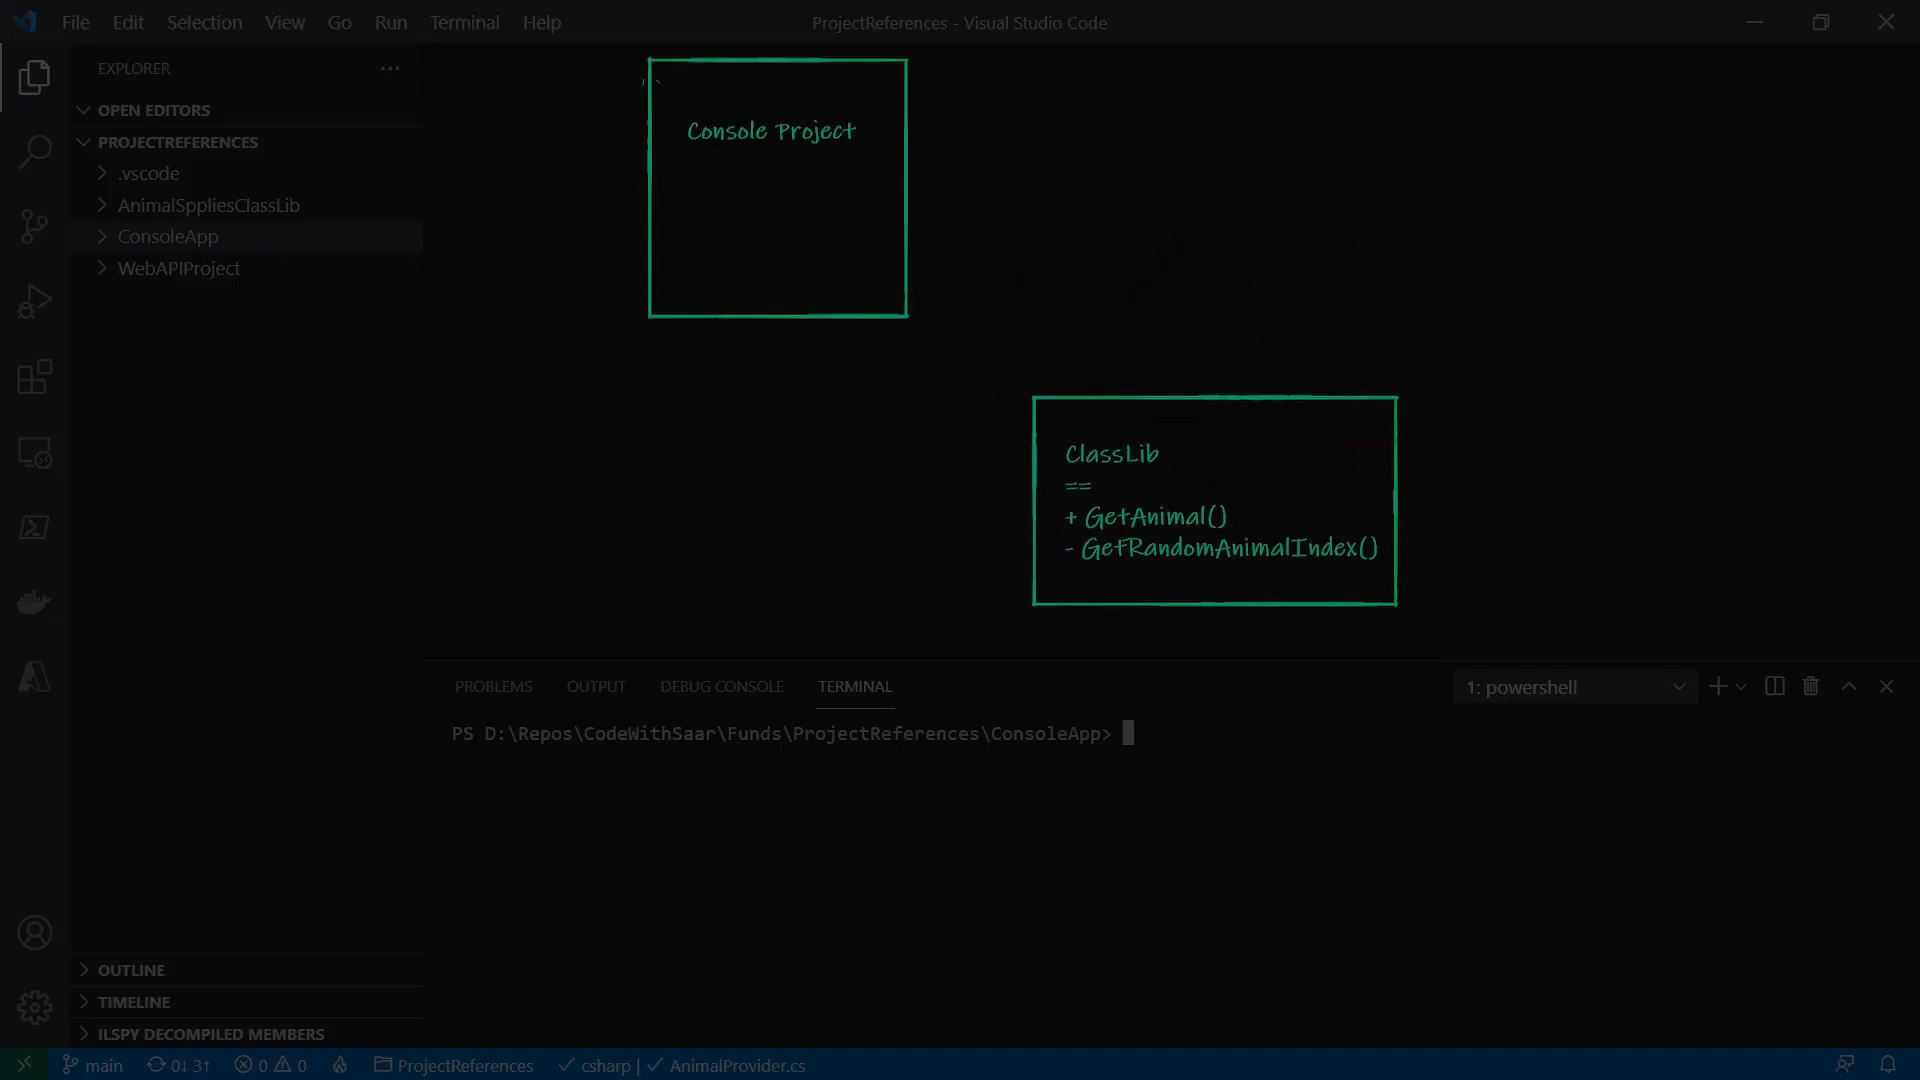 File Edit Selection View Go Run Terminal Help
ProjectReferences - Visual Studio Code
EXPLORER
OPEN EDITORS
PROJECTREFERENCES
.vscode
AnimalSppliesClassLib
ConsoleApp
WebAPIProject
Console Project
ClassLib
==
+ GetAnimal()
- GetRandomAnimalIndex()
PROBLEMS OUTPUT DEBUG CONSOLE TERMINAL
1: powershell
PS D:\Repos\CodeWithSaar\Funds\ProjectReferences\ConsoleApp>
OUTLINE
TIMELINE
ILSPY DECOMPILED MEMBERS
main 0↓ 3↑ 0 0 ProjectReferences csharp | AnimalProvider.cs